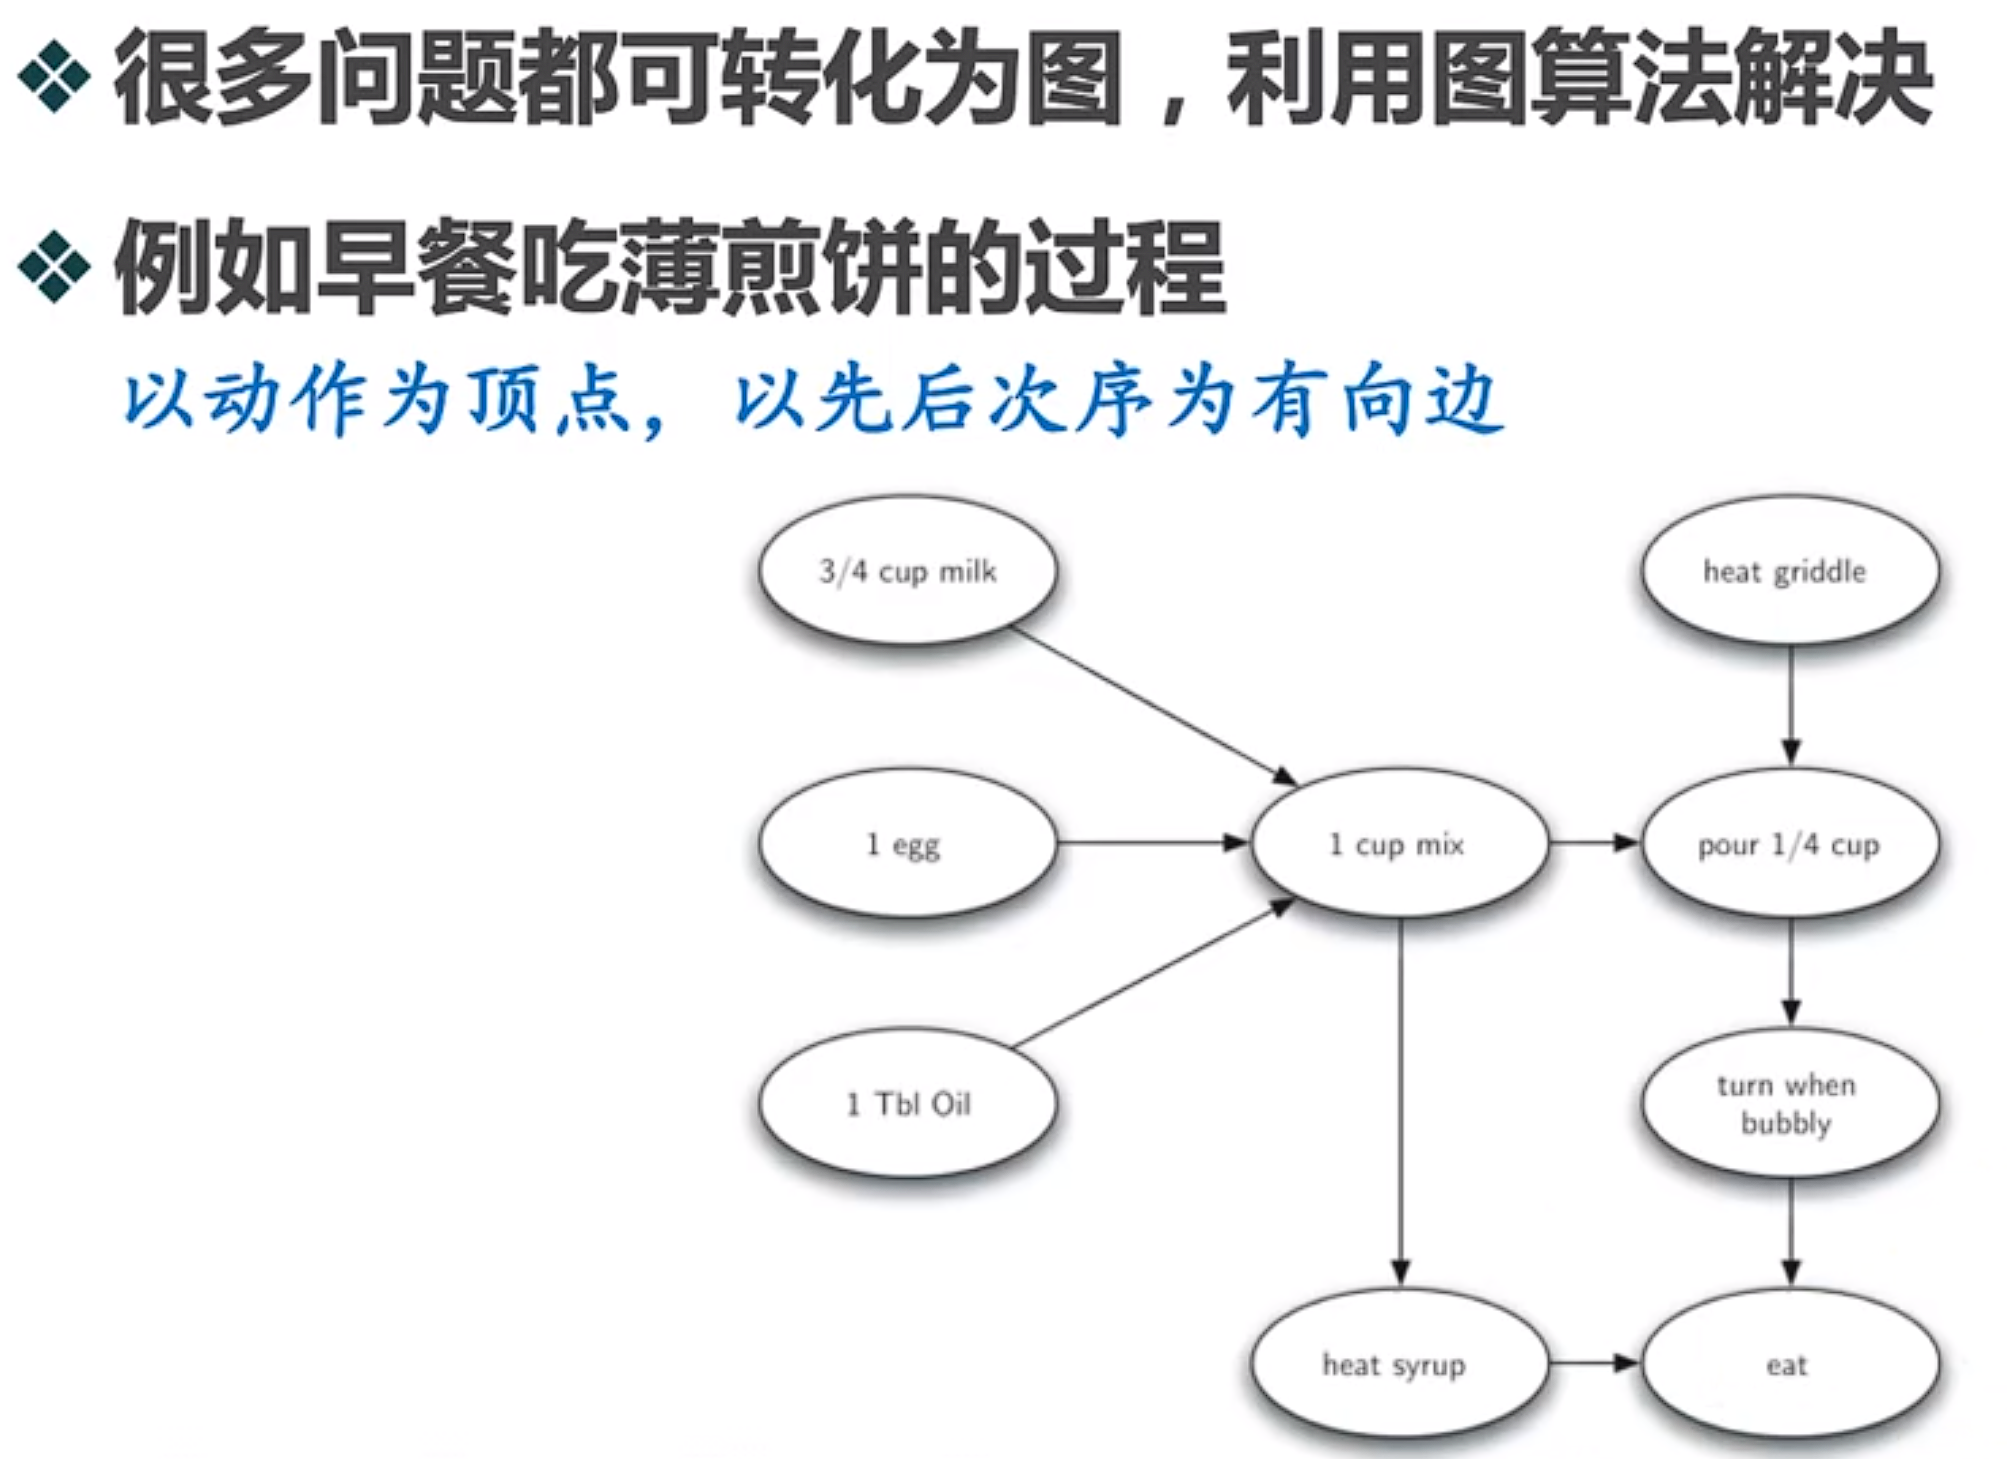 很多问题都可转化为图，利用图算法解决
例如早餐吃薄煎饼的过程
以动作为顶点，以先后次序为有向边
3/4 cup milk
heat griddle
1 egg
1 cup mix
pour 1/4 cup
1 Tbl Oil
turn when
bubbly
heat syrup
eat